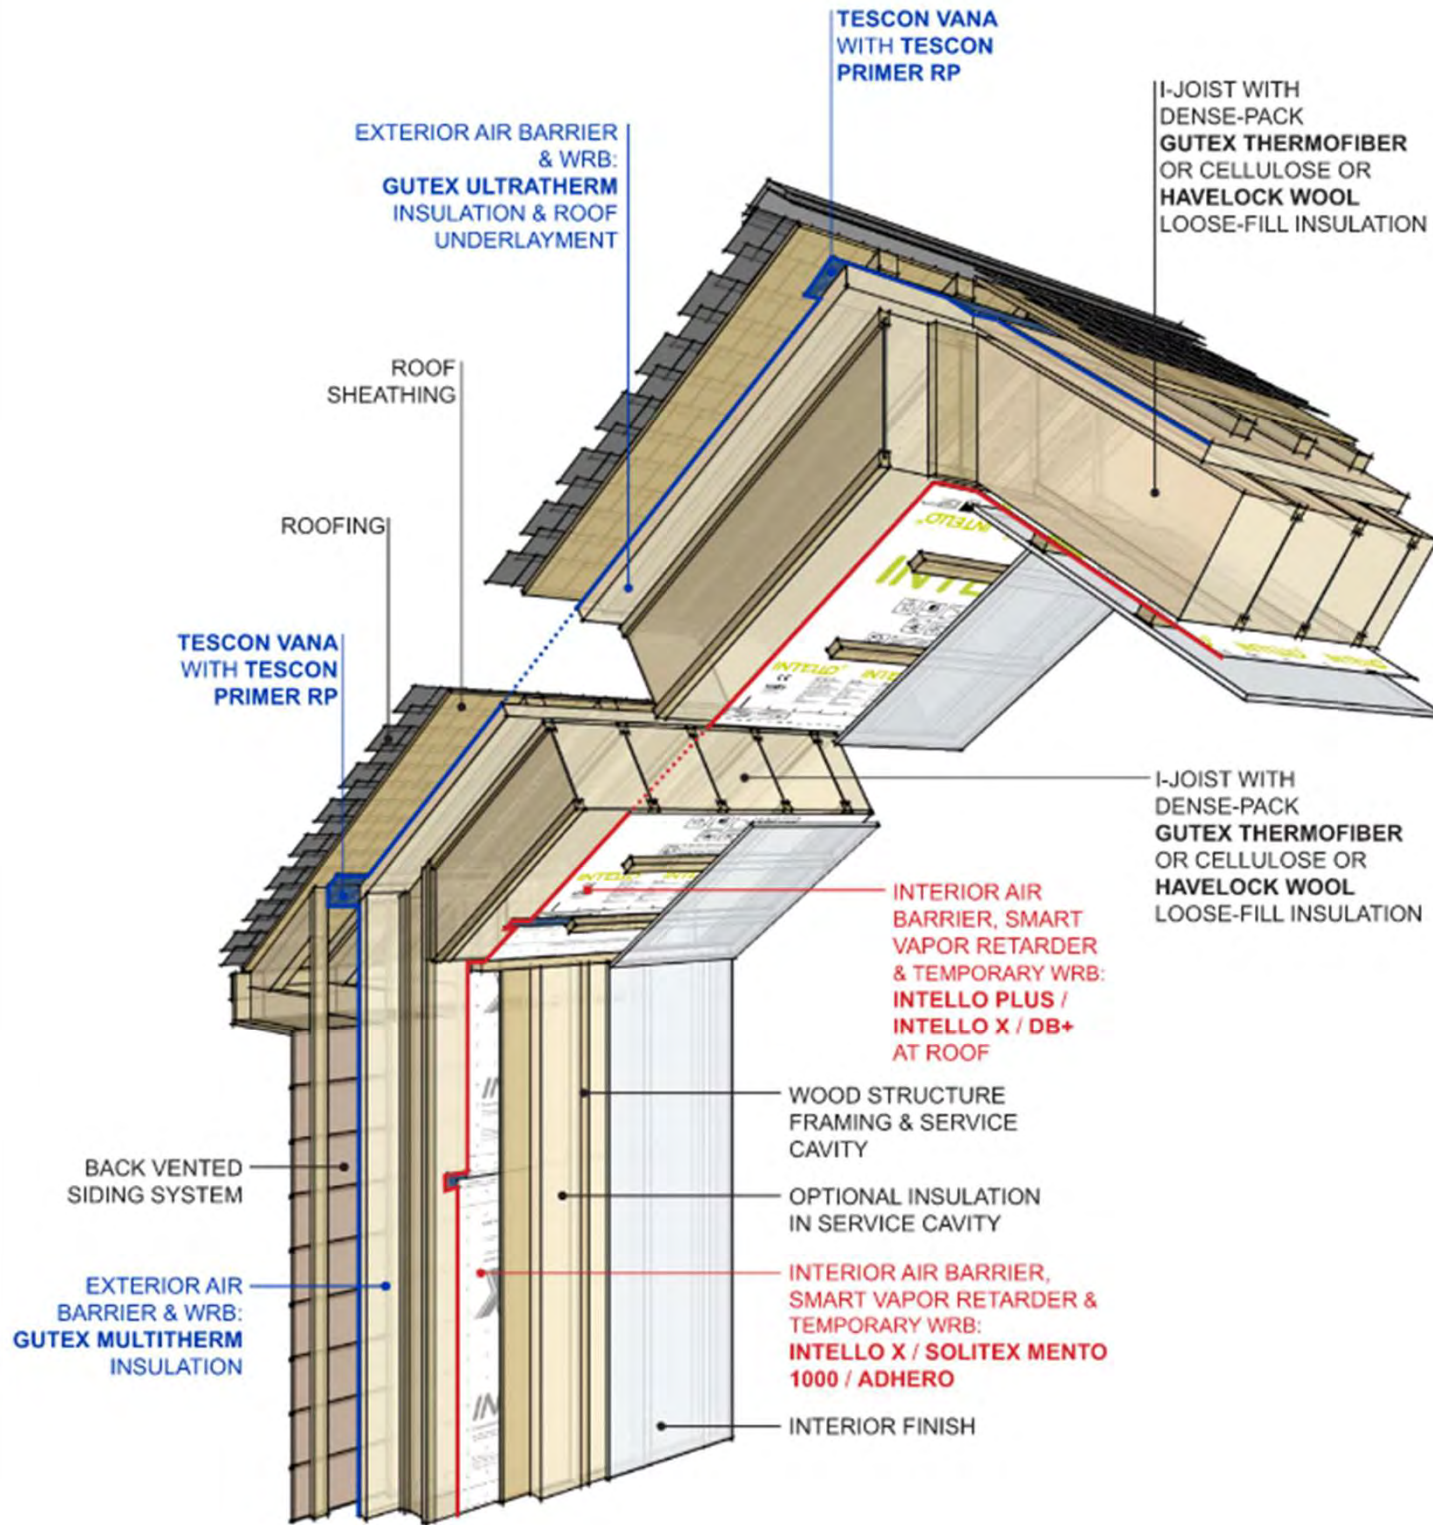 TESCON VANA
WITH TESCON
PRIMER RP
I-JOIST WITH
DENSE-PACK
GUTEX THERMOFIBER
OR CELLULOSE OR
HAVELOCK WOOL
LOOSE-FILL INSULATION
EXTERIOR AIR BARRIER
& WRB:
GUTEX ULTRATHERM
INSULATION & ROOF
UNDERLAYMENT
ROOF
SHEATHING
ROOFING
INTELLO
INTELLO
TESCON VANA
WITH TESCON
PRIMER RP
I-JOIST WITH
DENSE-PACK
GUTEX THERMOFIBER
OR CELLULOSE OR
HAVELOCK WOOL
LOOSE-FILL INSULATION
INTELLO
INTERIOR AIR
BARRIER, SMART
VAPOR RETARDER
& TEMPORARY WRB:
INTELLO PLUS /
INTELLO X / DB+
AT ROOF
WOOD STRUCTURE
FRAMING & SERVICE
CAVITY
BACK VENTED
SIDING SYSTEM
OPTIONAL INSULATION
IN SERVICE CAVITY
EXTERIOR AIR
BARRIER & WRB:
GUTEX MULTITHERM
INSULATION
INTERIOR AIR BARRIER,
SMART VAPOR RETARDER &
TEMPORARY WRB:
INTELLO X / SOLITEX MENTO
1000 / ADHERO
INTERIOR FINISH